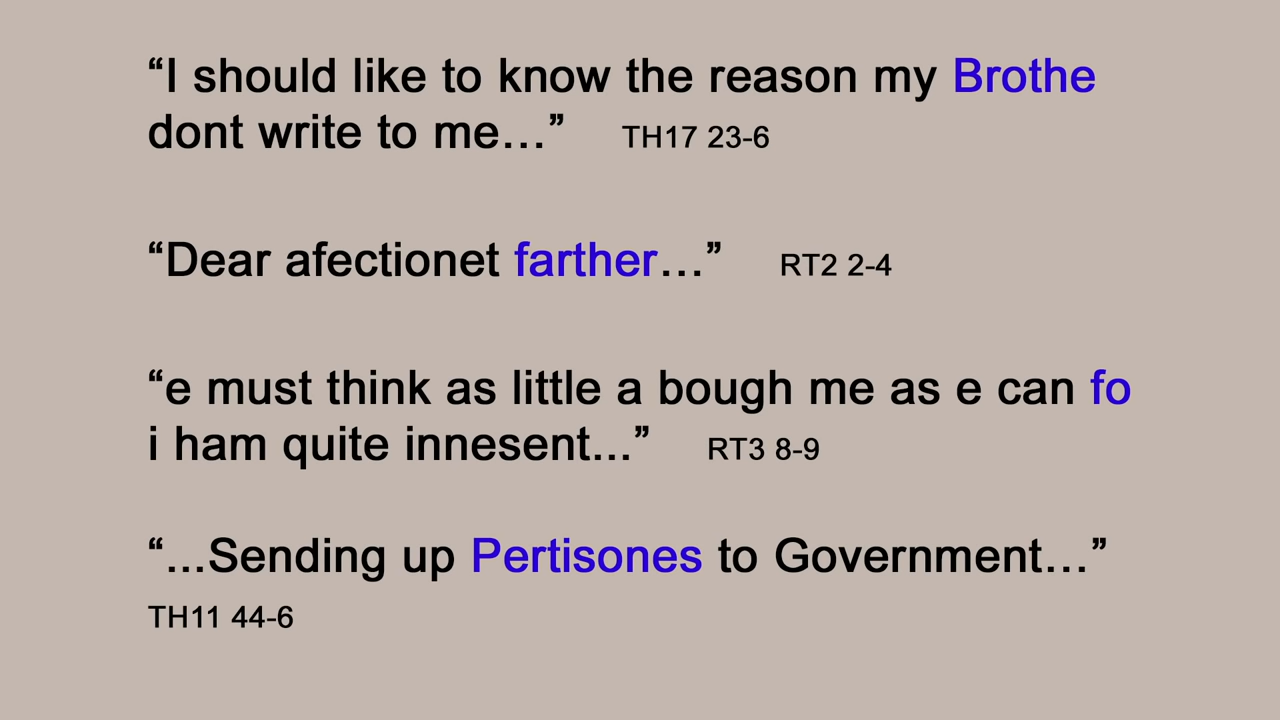 “I should like to know the reason my Brothe
dont write to me…” TH17 23-6
“Dear afectionet farther…” RT2 2-4
“e must think as little a bough me as e can fo
i ham quite innesent...” RT3 8-9
“...Sending up Pertisones to Government…”
TH11 44-6